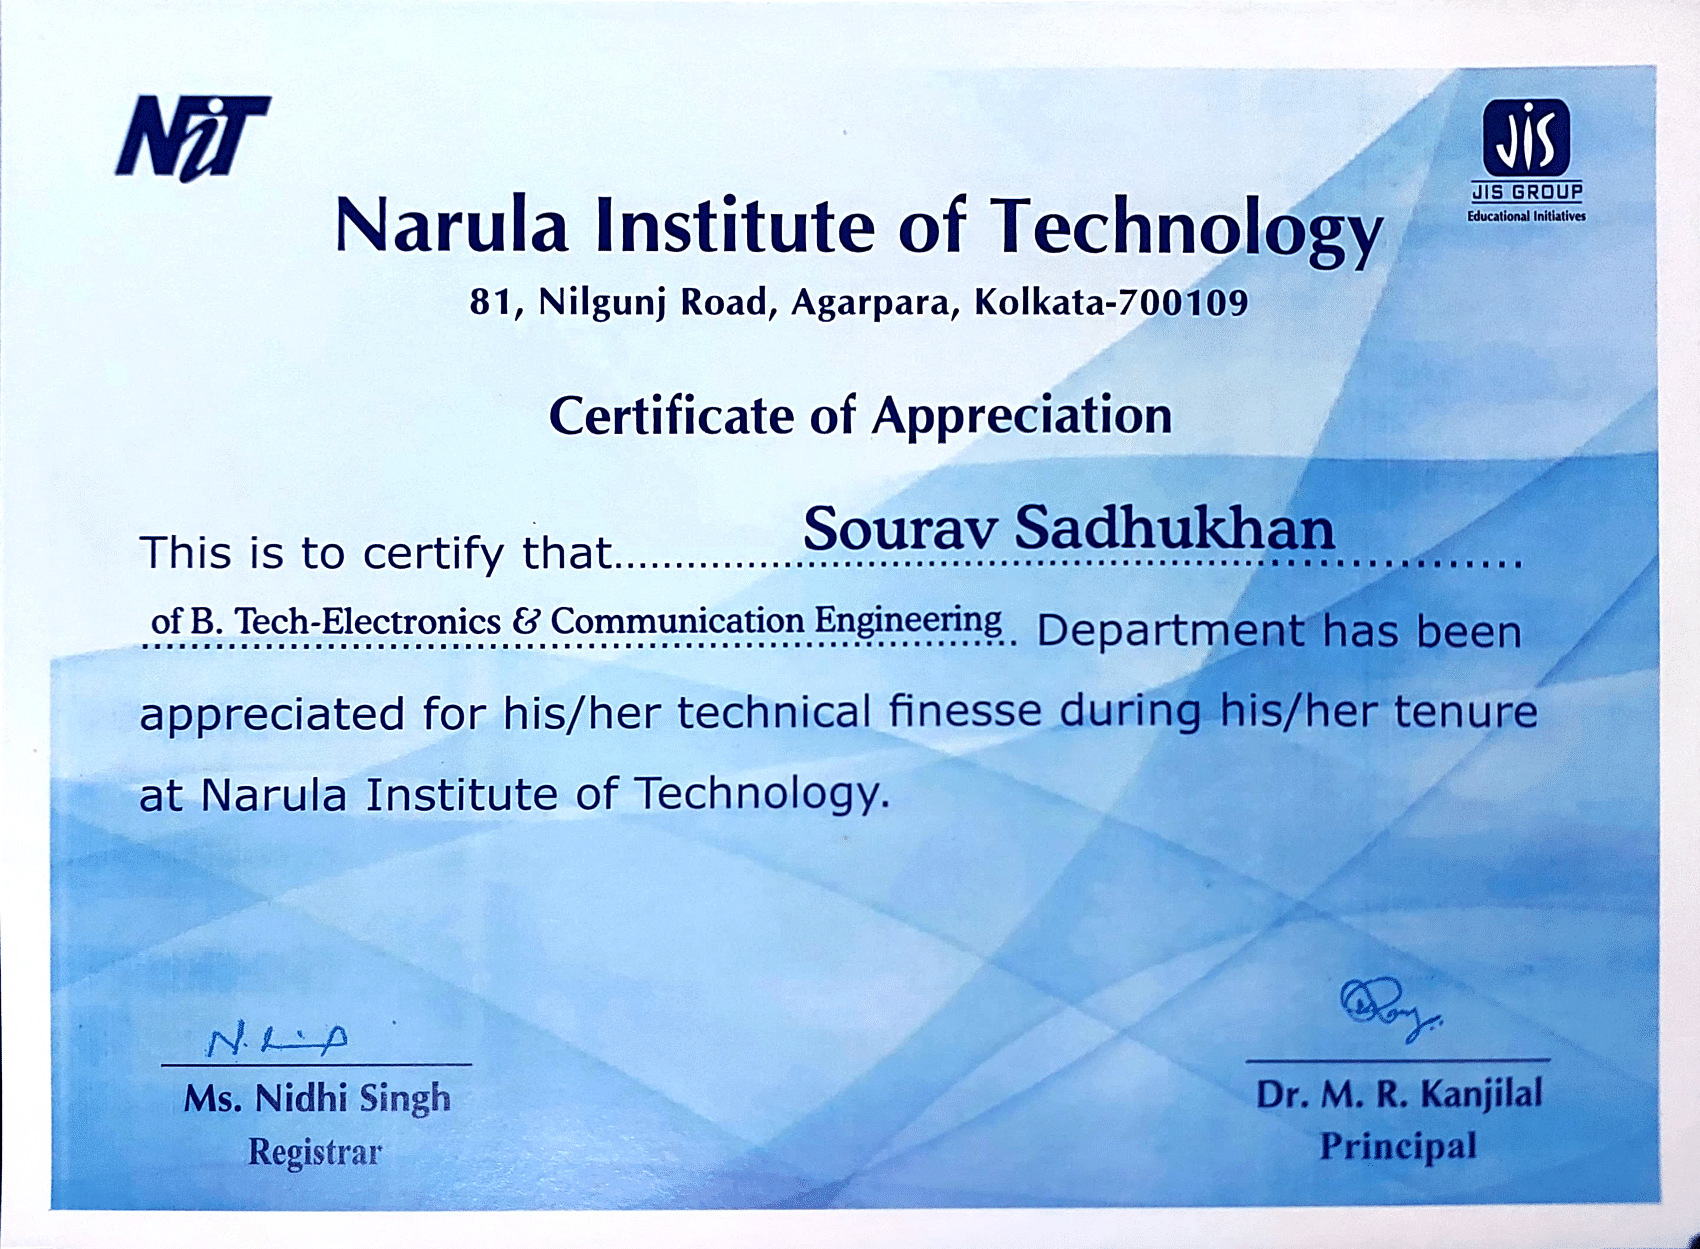 NiT
JIS
JIS GROUP
Educational Initiatives
Narula Institute of Technology
81, Nilgunj Road, Agarpara, Kolkata-700109
Certificate of Appreciation
This is to certify that..........Sourav Sadhukhan..........
of B. Tech-Electronics & Communication Engineering. Department has been
appreciated for his/her technical finesse during his/her tenure
at Narula Institute of Technology.
Ms. Nidhi Singh
Registrar
Dr. M. R. Kanjilal
Principal